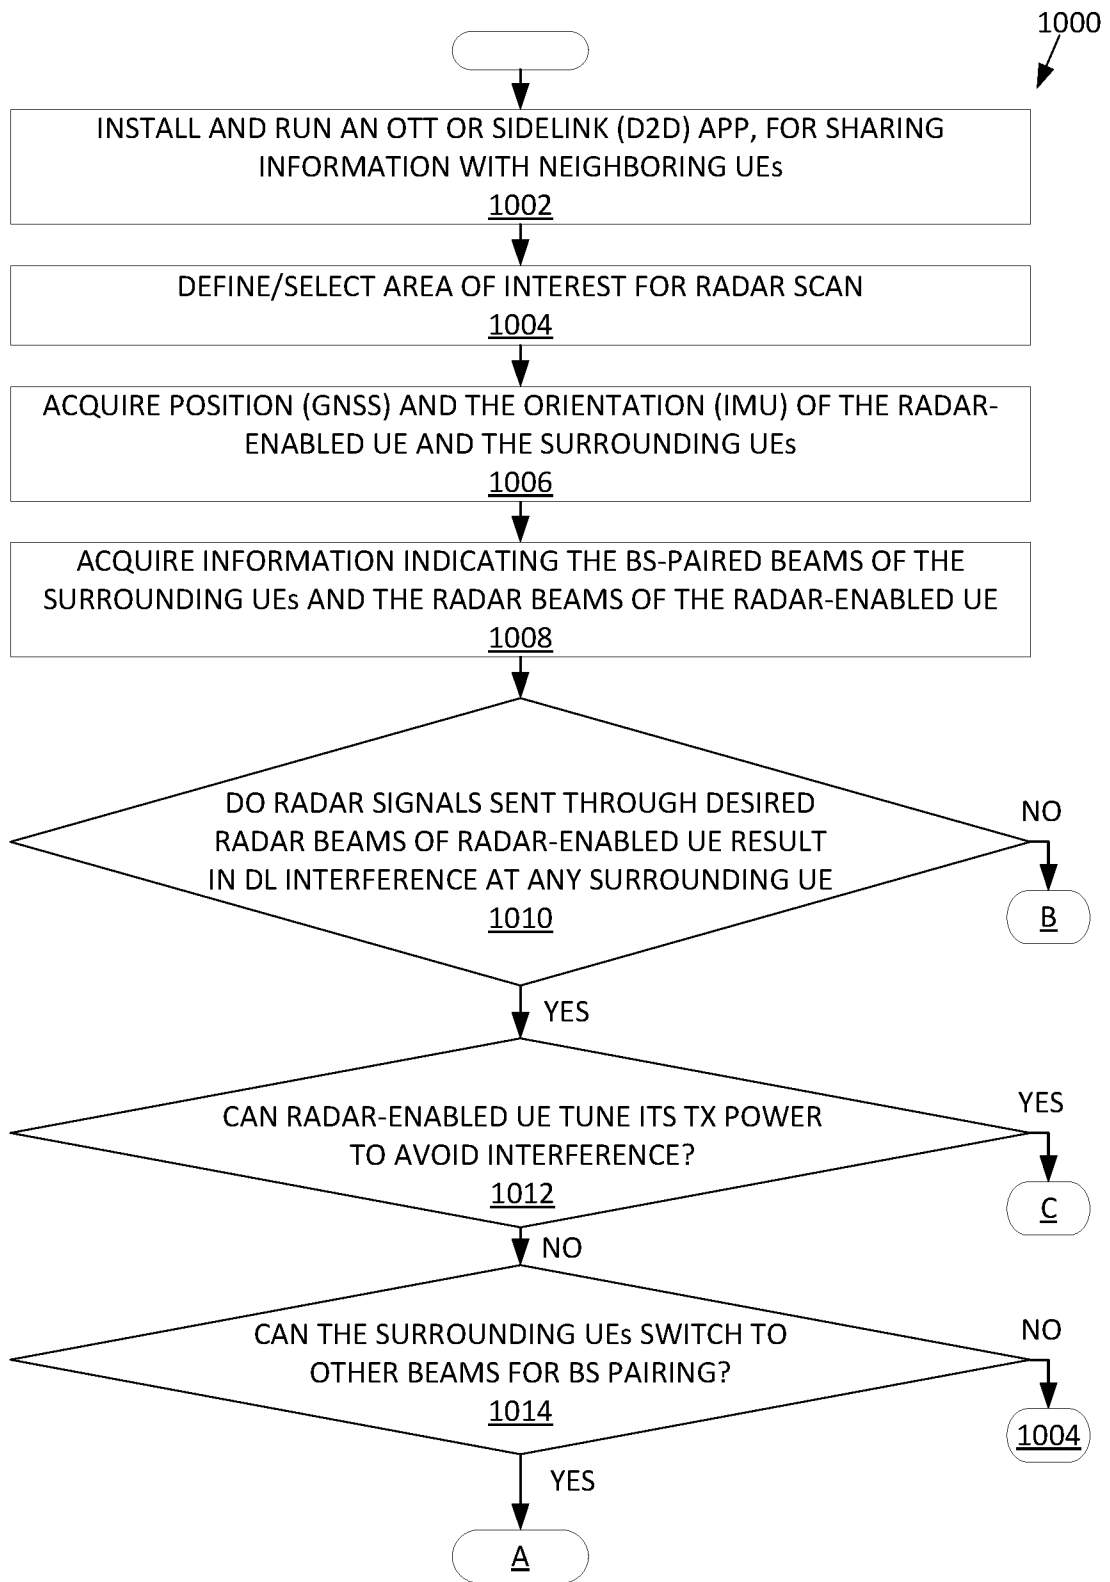 1000
INSTALL AND RUN AN OTT OR SIDELINK (D2D) APP, FOR SHARING
INFORMATION WITH NEIGHBORING UEs
1002
DEFINE/SELECT AREA OF INTEREST FOR RADAR SCAN
1004
ACQUIRE POSITION (GNSS) AND THE ORIENTATION (IMU) OF THE RADAR-
ENABLED UE AND THE SURROUNDING UEs
1006
ACQUIRE INFORMATION INDICATING THE BS-PAIRED BEAMS OF THE
SURROUNDING UEs AND THE RADAR BEAMS OF THE RADAR-ENABLED UE
1008
DO RADAR SIGNALS SENT THROUGH DESIRED
RADAR BEAMS OF RADAR-ENABLED UE RESULT
IN DL INTERFERENCE AT ANY SURROUNDING UE
1010
NO
B
YES
CAN RADAR-ENABLED UE TUNE ITS TX POWER
TO AVOID INTERFERENCE?
1012
YES
C
NO
CAN THE SURROUNDING UEs SWITCH TO
OTHER BEAMS FOR BS PAIRING?
1014
NO
1004
YES
A